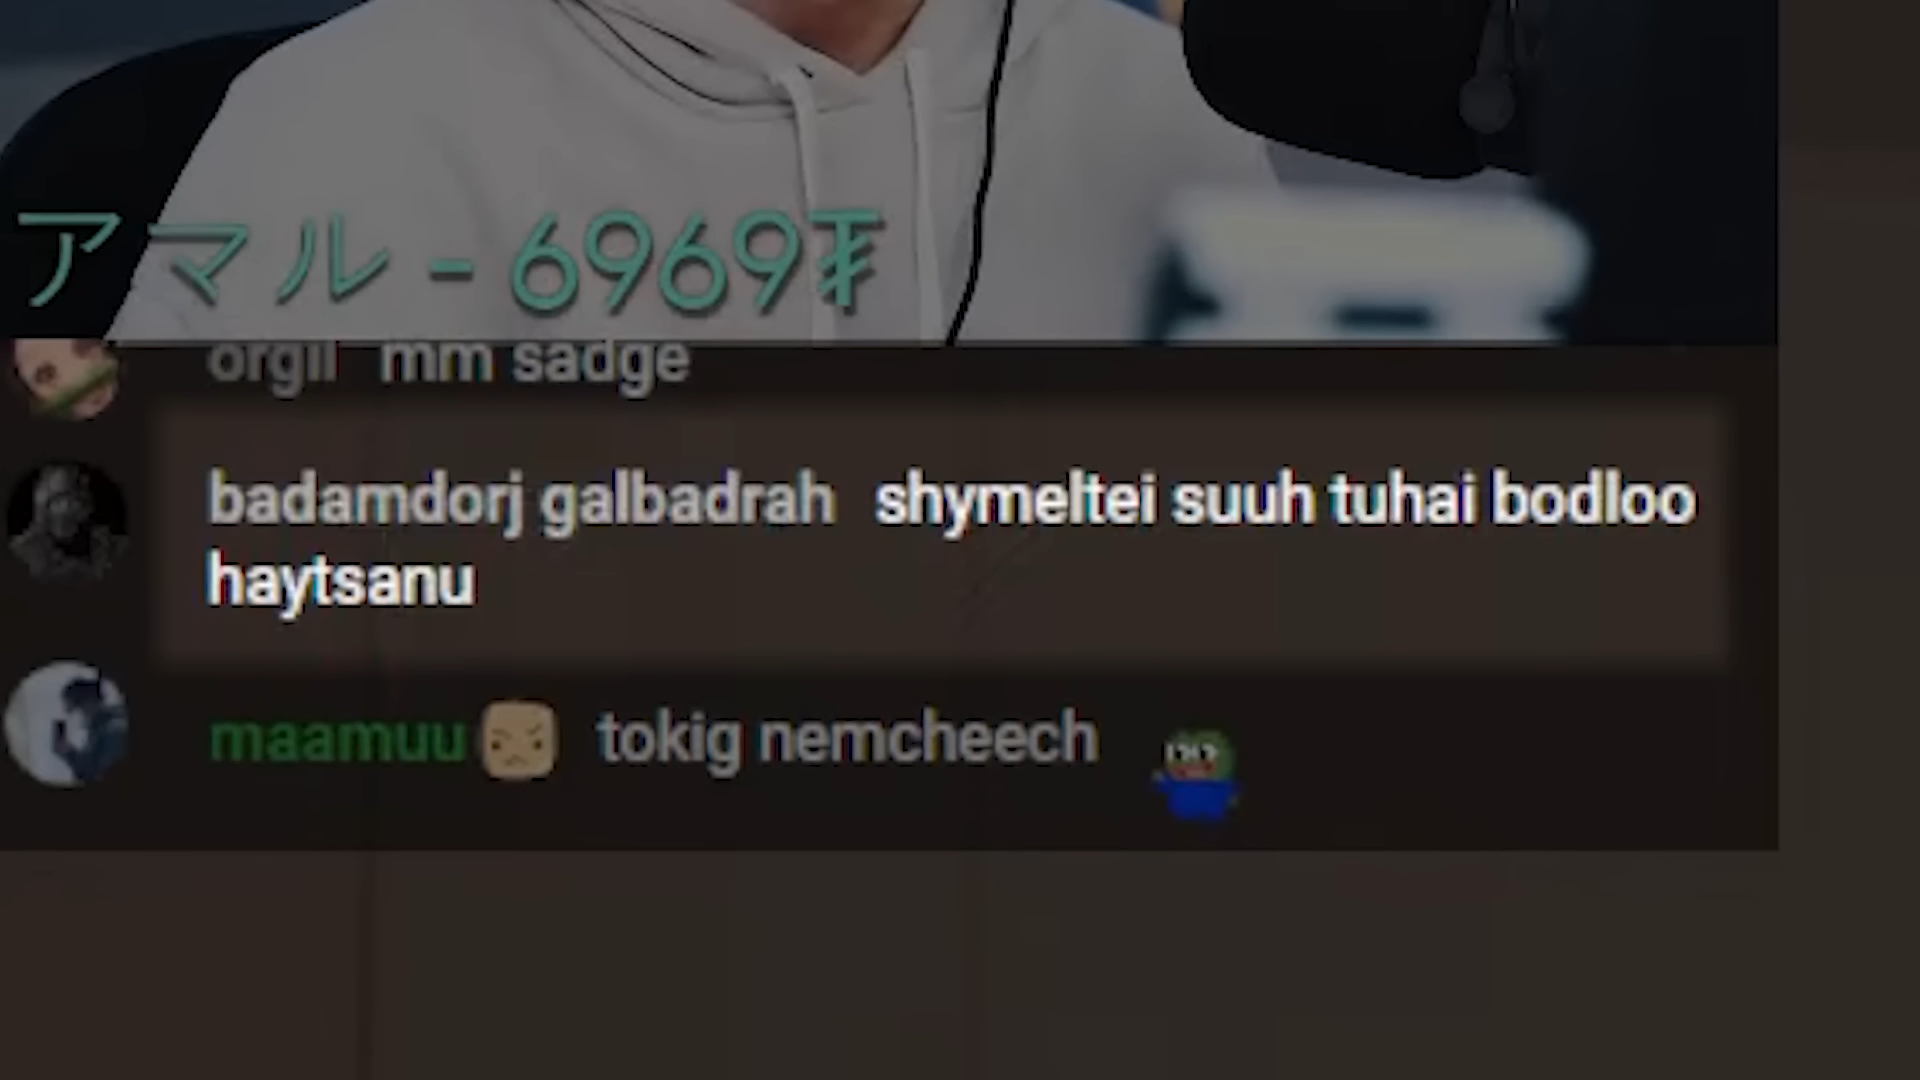 アマル - 6969₮
orgil mm sadge
badamdorj galbadrah shymeltei suuh tuhai bodloo
haytsanu
maamuu tokig nemcheech